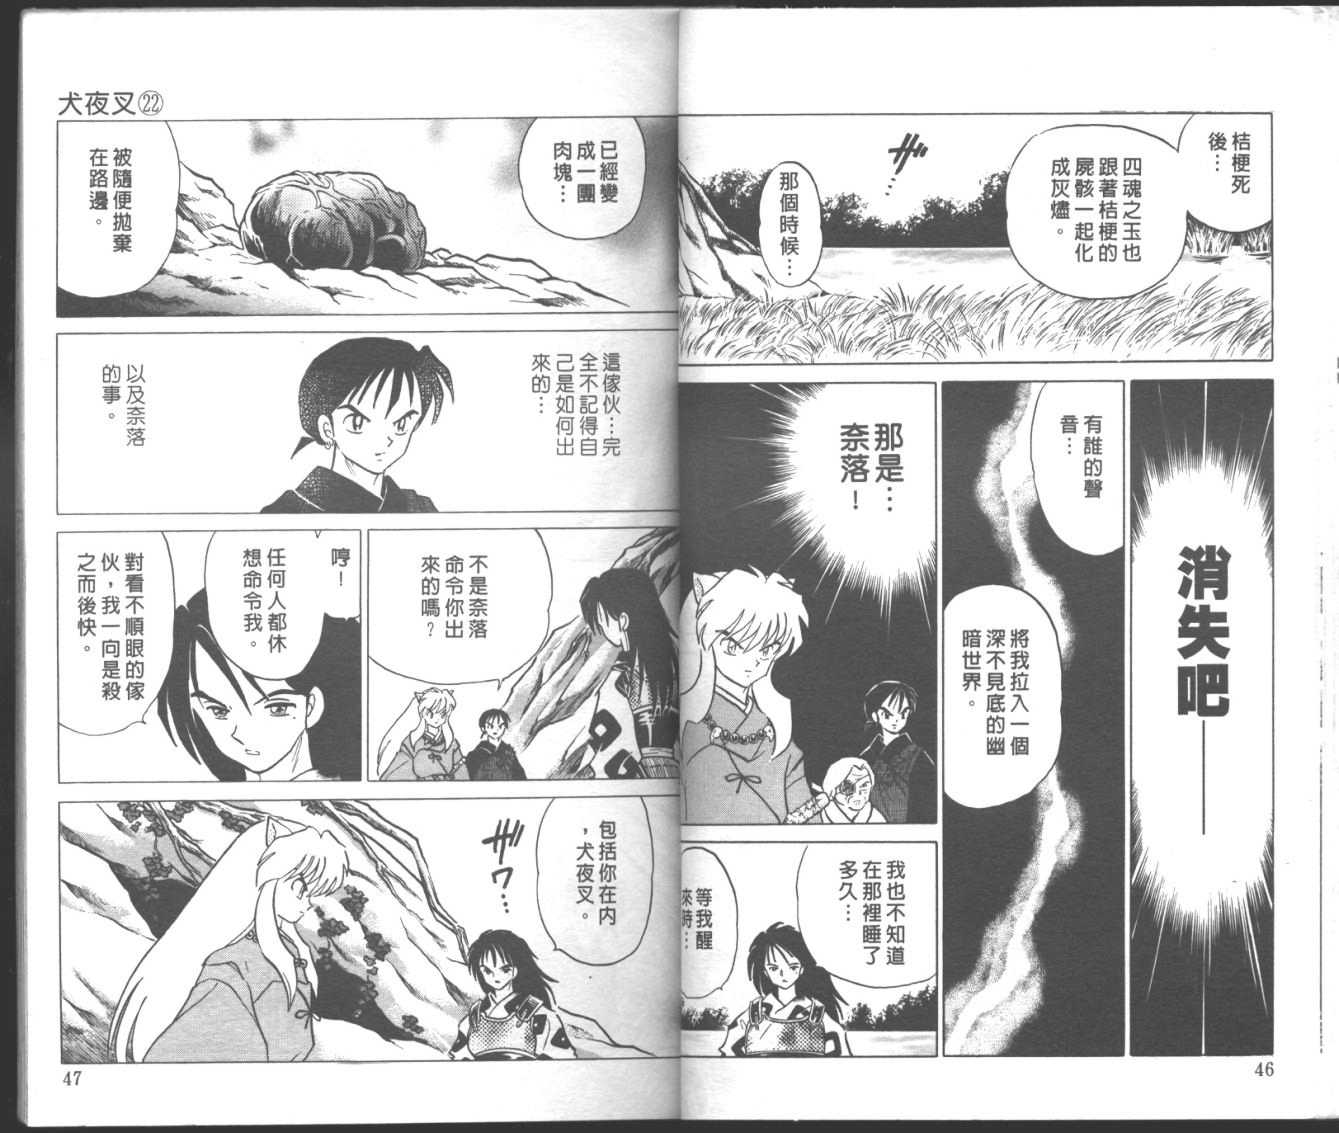 犬夜叉㉒
桔梗死
後…
四魂之玉也
跟著桔梗的
屍骸一起化
成灰燼。
ザ…
那個時候…
消失吧——
有誰的聲
音…
將我拉入一個
深不見底的幽
暗世界。
那是…
奈落！
我也不知道
在那裡睡了
多久…
等我醒
來時…
46
已經變
成一團
肉塊…
被隨便拋棄
在路邊。
這傢伙…完
全不記得自
己是如何出
來的…
以及奈落
的事。
不是奈落
命令你出
來的嗎？
哼！
任何人都休
想命令我。
對看不順眼的傢
伙，我一向是殺
之而後快。
包括你在內
，犬夜叉。
ザワ…
47